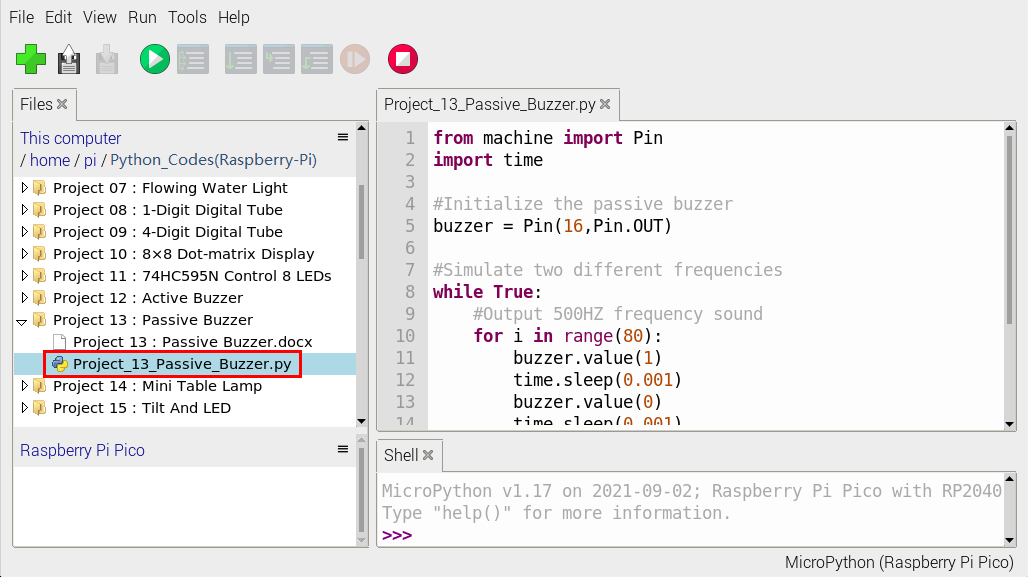 File Edit View Run Tools Help
Files
This computer
/ home / pi / Python_Codes(Raspberry-Pi)
Project 07 : Flowing Water Light
Project 08 : 1-Digit Digital Tube
Project 09 : 4-Digit Digital Tube
Project 10 : 8×8 Dot-matrix Display
Project 11 : 74HC595N Control 8 LEDs
Project 12 : Active Buzzer
Project 13 : Passive Buzzer
Project 13 : Passive Buzzer.docx
Project_13_Passive_Buzzer.py
Project 14 : Mini Table Lamp
Project 15 : Tilt And LED
Raspberry Pi Pico
Project_13_Passive_Buzzer.py
1 from machine import Pin
2 import time
3
4 #Initialize the passive buzzer
5 buzzer = Pin(16,Pin.OUT)
6
7 #Simulate two different frequencies
8 while True:
9 #Output 500HZ frequency sound
10 for i in range(80):
11 buzzer.value(1)
12 time.sleep(0.001)
13 buzzer.value(0)
14 time.sleep(0.001)
Shell
MicroPython v1.17 on 2021-09-02; Raspberry Pi Pico with RP2040
Type "help()" for more information.
>>>
MicroPython (Raspberry Pi Pico)